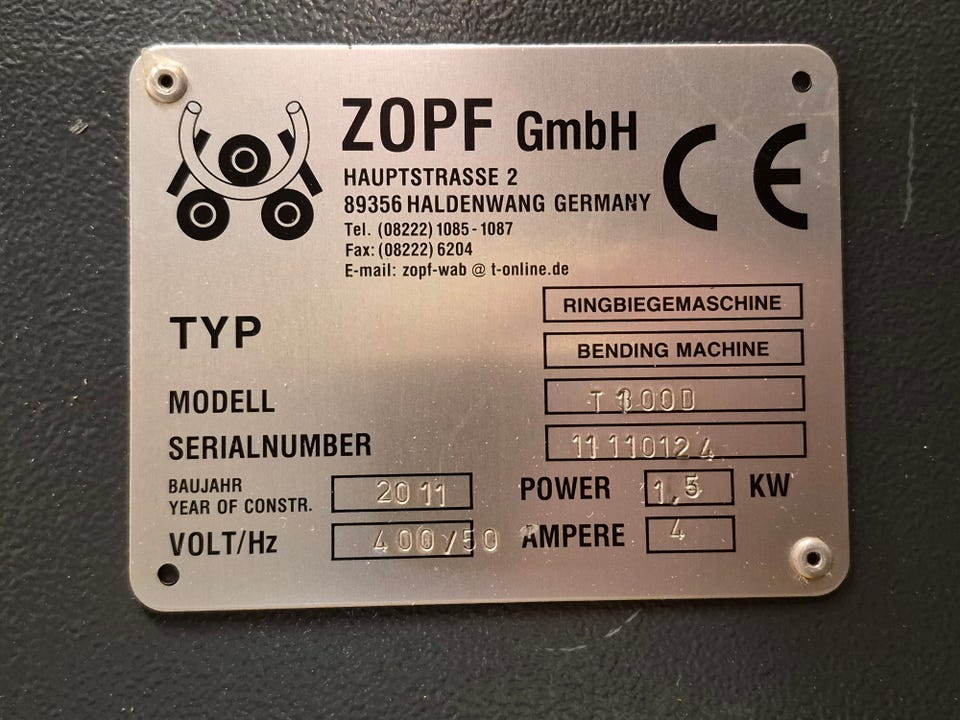 ZOPF GmbH
HAUPTSTRASSE 2
89356 HALDENWANG GERMANY
Tel. (08222) 1085-1087
Fax: (08222) 6204
E-mail: zopf-wab @ t-online.de
CE
TYP
RINGBIEGEMASCHINE
BENDING MACHINE
MODELL T
SERIALNUMBER 11 110124
BAUJAHR
YEAR OF CONSTR. 2011 POWER 1,5 KW
VOLT/Hz 400/50 AMPERE 4